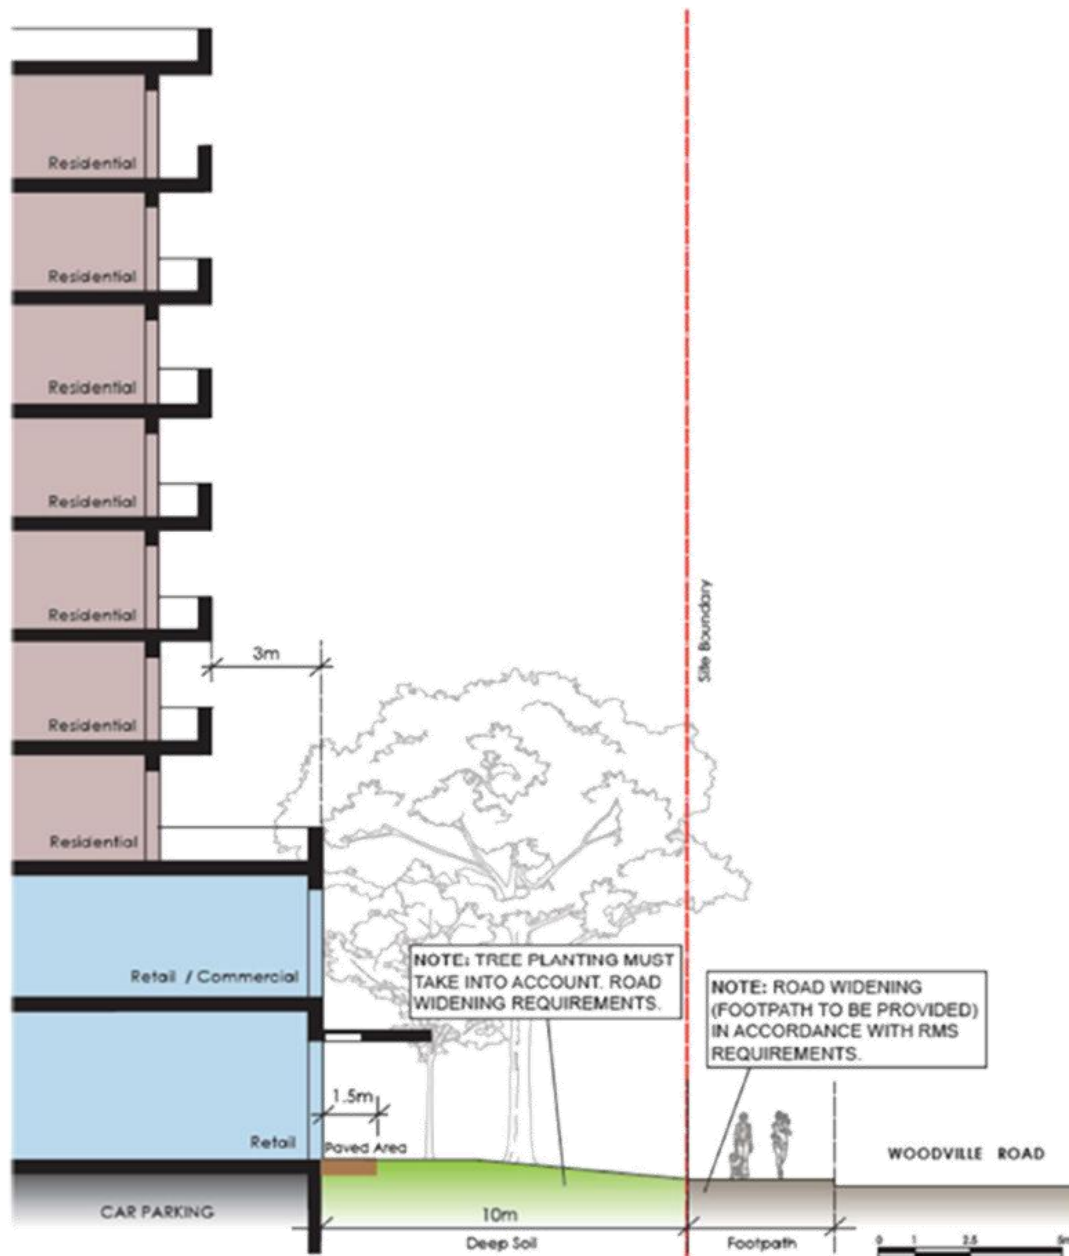 Residential
Residential
Residential
Residential
Residential
3m
Site Boundary
Residential
Residential
Retail / Commercial
NOTE: TREE PLANTING MUST
TAKE INTO ACCOUNT. ROAD
WIDENING REQUIREMENTS.
NOTE: ROAD WIDENING
(FOOTPATH TO BE PROVIDED)
IN ACCORDANCE WITH RMS
REQUIREMENTS.
1.5m
Retail
Paved Area
WOODVILLE ROAD
CAR PARKING
10m
Deep Soil
Footpath
0 1 2.5 5m